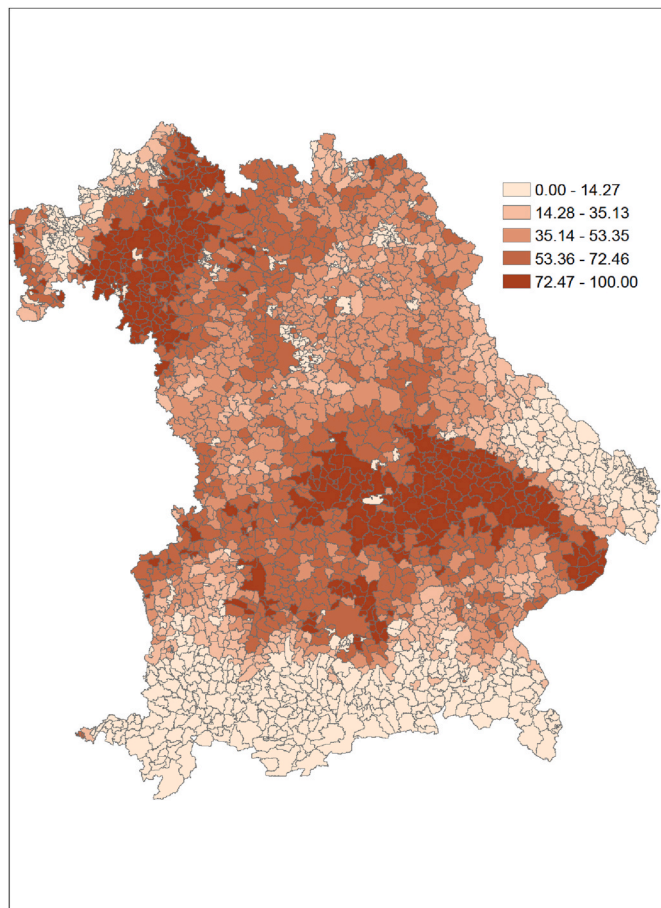 0.00 - 14.27
14.28 - 35.13
35.14 - 53.35
53.36 - 72.46
72.47 - 100.00